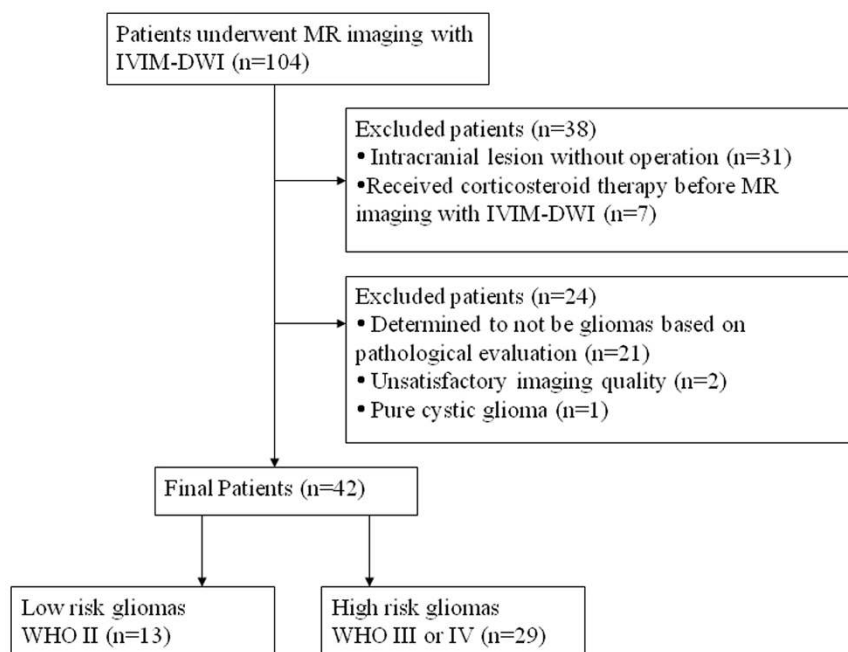 Patients underwent MR imaging with
IVIM-DWI (n=104)
Excluded patients (n=38)
• Intracranial lesion without operation (n=31)
•Received corticosteroid therapy before MR
imaging with IVIM-DWI (n=7)
Excluded patients (n=24)
• Determined to not be gliomas based on
pathological evaluation (n=21)
• Unsatisfactory imaging quality (n=2)
• Pure cystic glioma (n=1)
Final Patients (n=42)
Low risk gliomas
WHO II (n=13)
High risk gliomas
WHO III or IV (n=29)